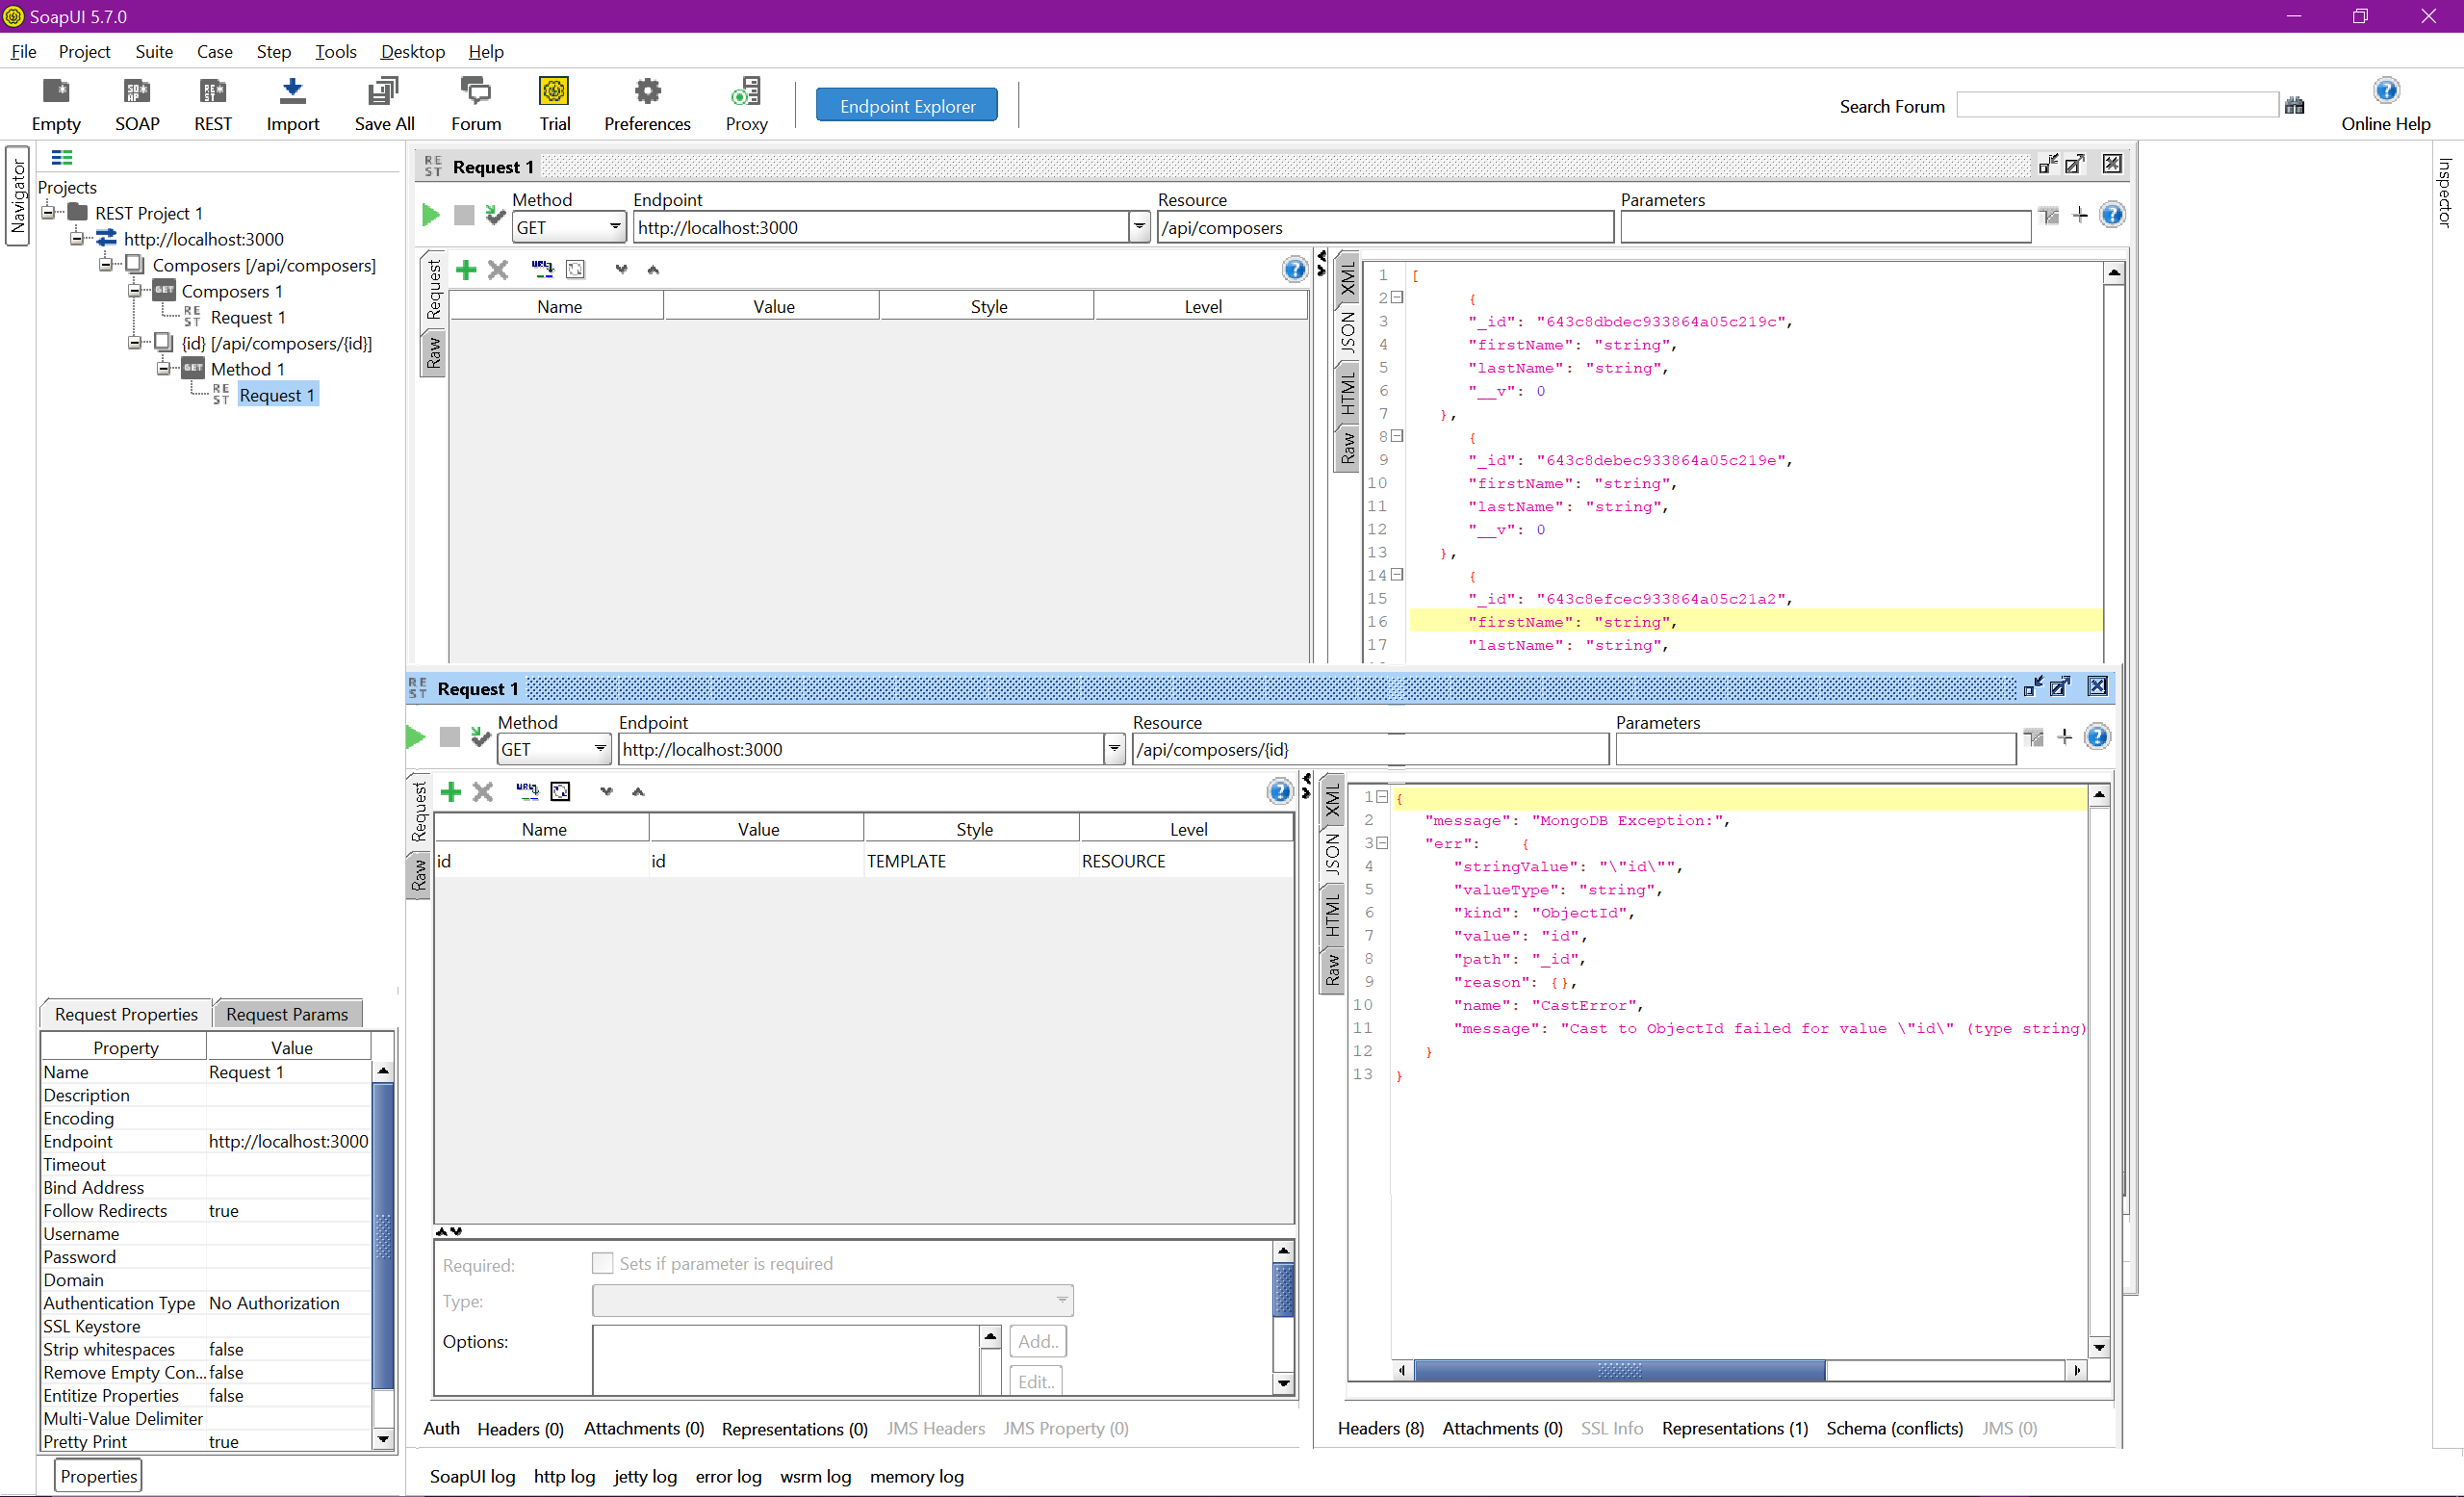 SoapUI 5.7.0
File Project Suite Case Step Tools Desktop Help
Empty SOAP REST Import Save All Forum Trial Preferences Proxy Endpoint Explorer Search Forum Online Help
Navigator
Inspector
Projects
REST Project 1
http://localhost:3000
Composers [/api/composers]
GET Composers 1
REST Request 1
{id} [/api/composers/{id}]
GET Method 1
REST Request 1
Request Properties Request Params
Property Value
Name Request 1
Description
Encoding
Endpoint http://localhost:3000
Timeout
Bind Address
Follow Redirects true
Username
Password
Domain
Authentication Type No Authorization
SSL Keystore
Strip whitespaces false
Remove Empty Con... false
Entitize Properties false
Multi-Value Delimiter
Pretty Print true
Properties
REST Request 1
Method Endpoint Resource Parameters
GET http://localhost:3000 /api/composers
Request
Raw
Name Value Style Level
XML
JSON
HTML
Raw
1 [
2 {
3 "_id": "643c8dbdec933864a05c219c",
4 "firstName": "string",
5 "lastName": "string",
6 "__v": 0
7 },
8 {
9 "_id": "643c8debec933864a05c219e",
10 "firstName": "string",
11 "lastName": "string",
12 "__v": 0
13 },
14 {
15 "_id": "643c8efcec933864a05c21a2",
16 "firstName": "string",
17 "lastName": "string",
REST Request 1
Method Endpoint Resource Parameters
GET http://localhost:3000 /api/composers/{id}
Request
Raw
Name Value Style Level
id id TEMPLATE RESOURCE
Required: Sets if parameter is required
Type:
Options: Add..
Edit..
XML
JSON
HTML
Raw
1 {
2 "message": "MongoDB Exception:",
3 "err": {
4 "stringValue": "\"id\"",
5 "valueType": "string",
6 "kind": "ObjectId",
7 "value": "id",
8 "path": "_id",
9 "reason": {},
10 "name": "CastError",
11 "message": "Cast to ObjectId failed for value \"id\" (type string)
12 }
13 }
Auth Headers (0) Attachments (0) Representations (0) JMS Headers JMS Property (0)
Headers (8) Attachments (0) SSL Info Representations (1) Schema (conflicts) JMS (0)
SoapUI log http log jetty log error log wsrm log memory log